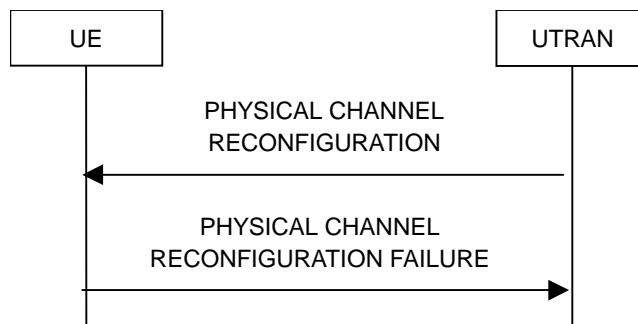 UE
UTRAN
PHYSICAL CHANNEL
RECONFIGURATION
PHYSICAL CHANNEL
RECONFIGURATION FAILURE